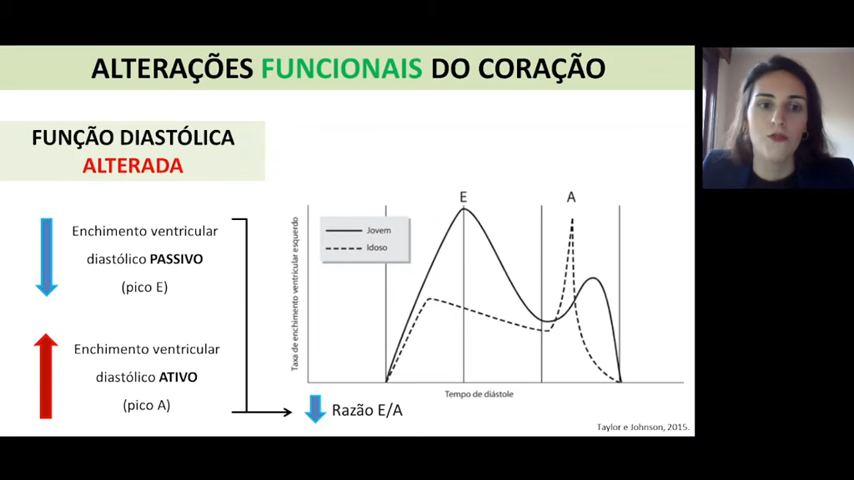 ALTERAÇÕES FUNCIONAIS DO CORAÇÃO
FUNÇÃO DIASTÓLICA
ALTERADA
Enchimento ventricular
diastólico PASSIVO
(pico E)
Enchimento ventricular
diastólico ATIVO
(pico A)
E
A
Jovem
Idoso
Taxa de enchimento ventricular esquerdo
Tempo de diástole
Razão E/A
Taylor e Johnson, 2015.